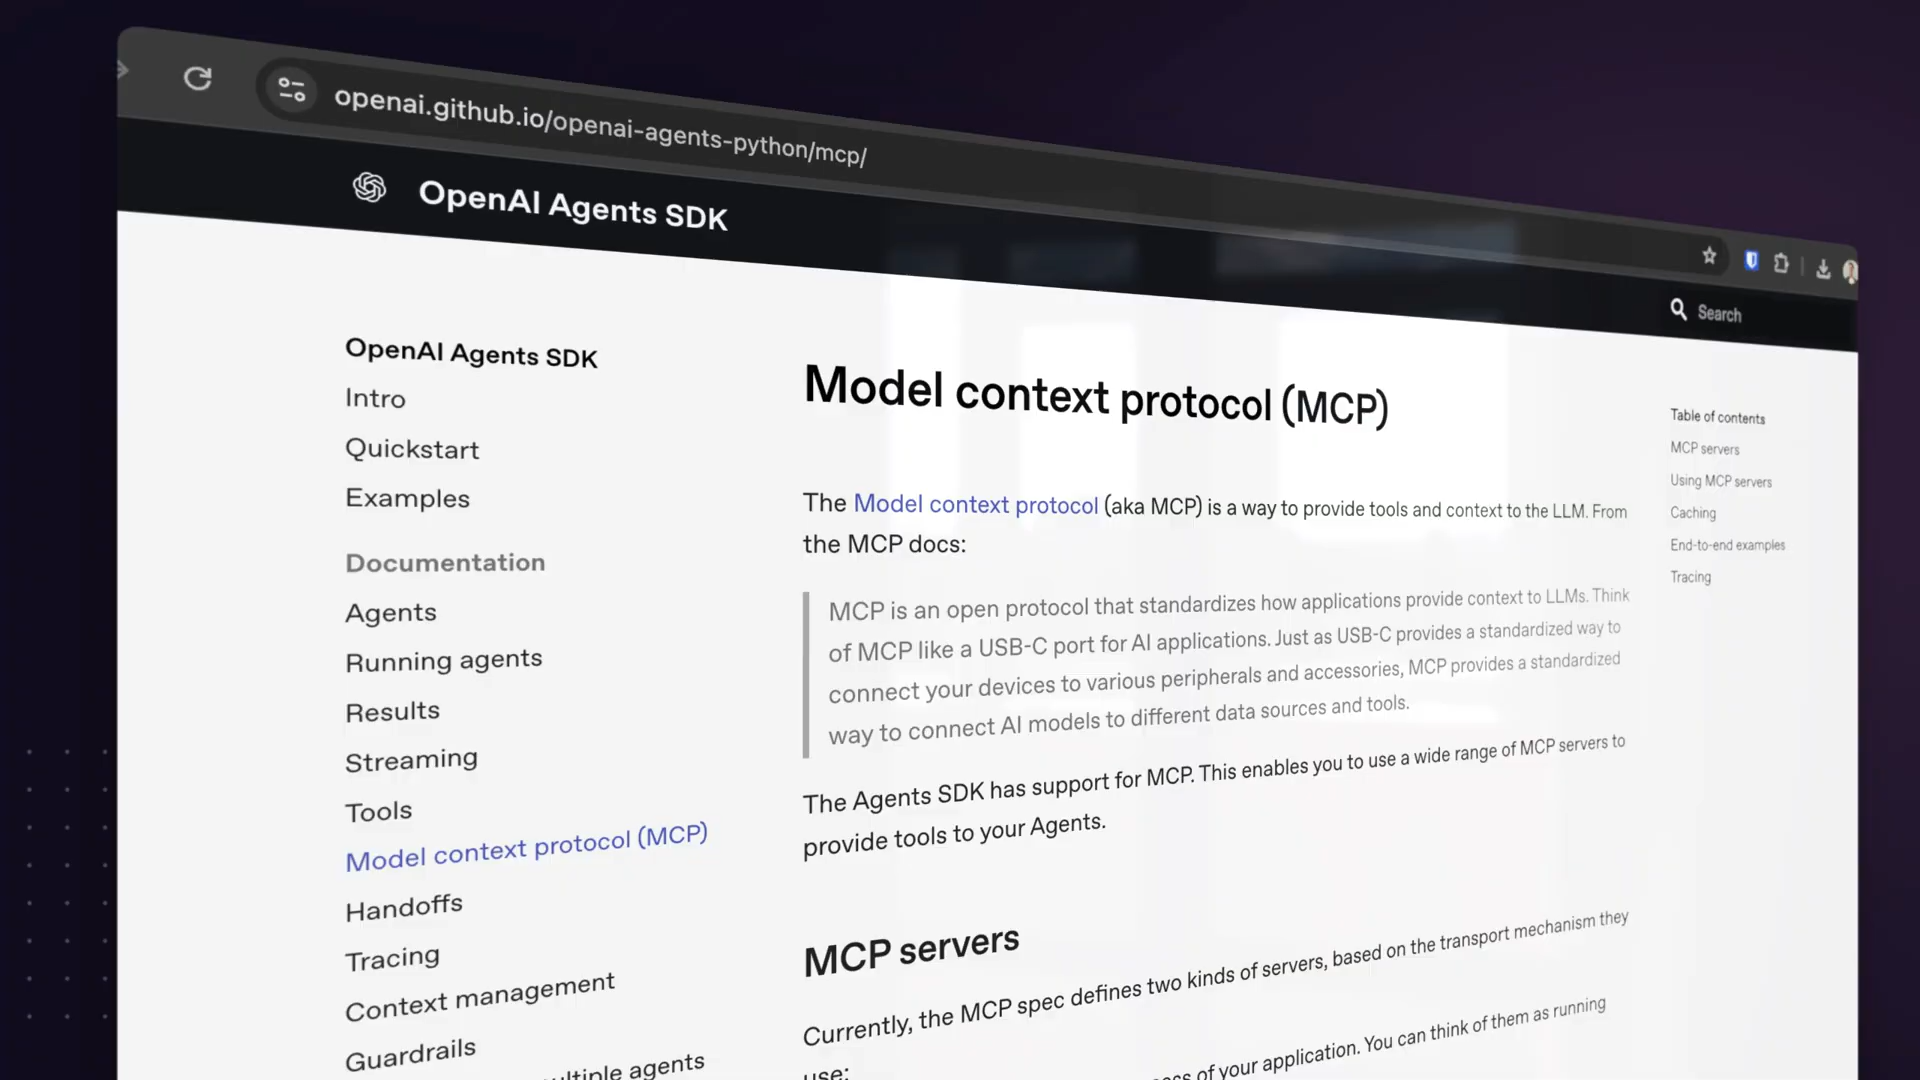 openai.github.io/openai-agents-python/mcp/
OpenAI Agents SDK
Search
OpenAI Agents SDK
Intro
Quickstart
Examples
Documentation
Agents
Running agents
Results
Streaming
Tools
Model context protocol (MCP)
Handoffs
Tracing
Context management
Guardrails
multiple agents
Model context protocol (MCP)
The Model context protocol (aka MCP) is a way to provide tools and context to the LLM. From
the MCP docs:
MCP is an open protocol that standardizes how applications provide context to LLMs. Think
of MCP like a USB-C port for AI applications. Just as USB-C provides a standardized way to
connect your devices to various peripherals and accessories, MCP provides a standardized
way to connect AI models to different data sources and tools.
The Agents SDK has support for MCP. This enables you to use a wide range of MCP servers to
provide tools to your Agents.
MCP servers
Currently, the MCP spec defines two kinds of servers, based on the transport mechanism they
use:
of your application. You can think of them as running
Table of contents
MCP servers
Using MCP servers
Caching
End-to-end examples
Tracing